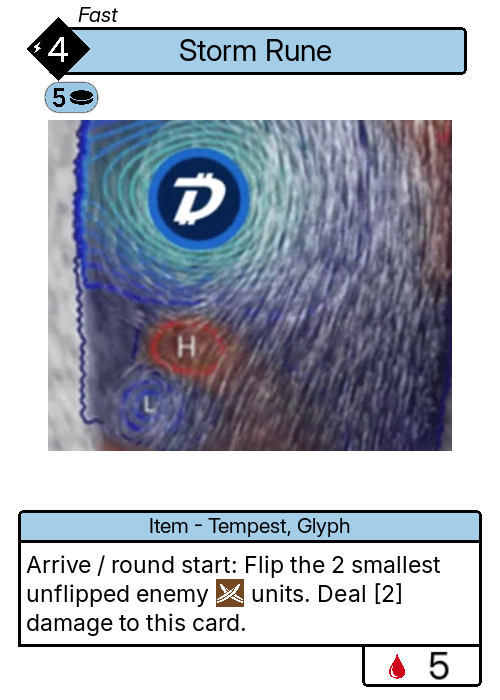 Fast
4
Storm Rune
5
H
L
Item - Tempest, Glyph
Arrive / round start: Flip the 2 smallest
unflipped enemy units. Deal [2]
damage to this card.
5